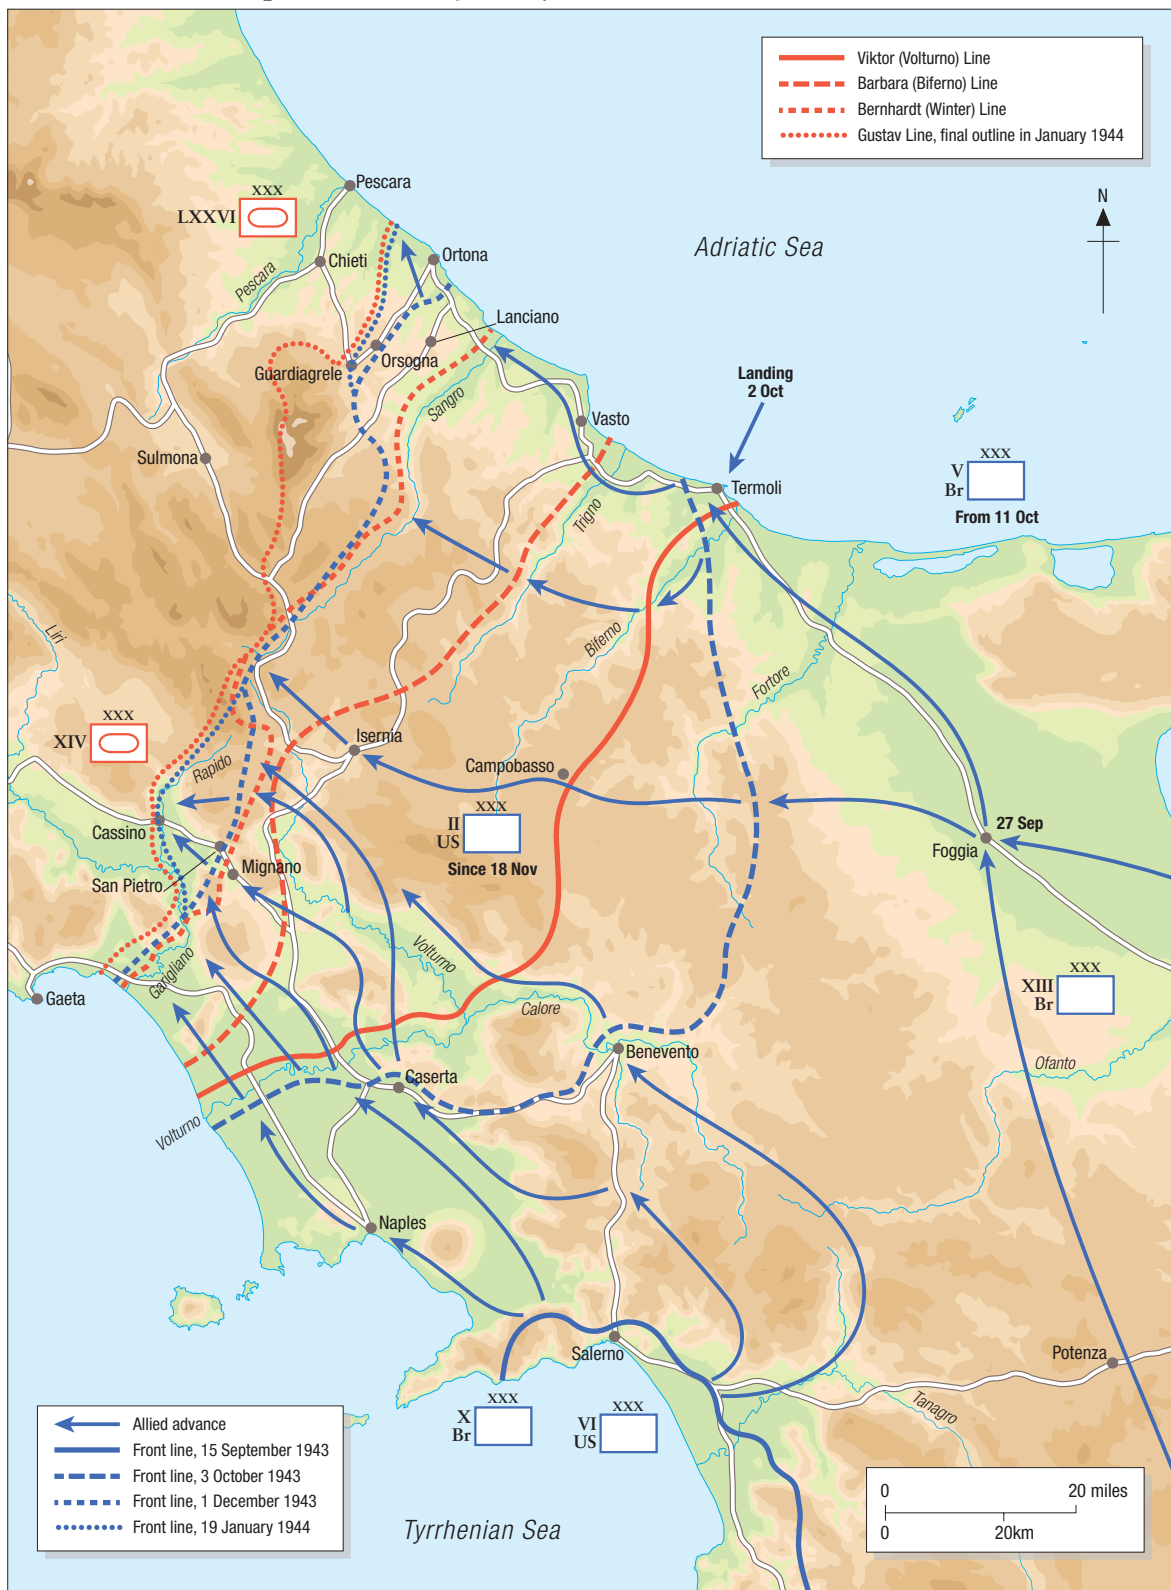 Viktor (Volturno) Line
Barbara (Biferno) Line
Bernhardt (Winter) Line
Gustav Line, final outline in January 1944
N
Adriatic Sea
XXX
LXXVI
Pescara
Chieti
Pescara
Ortona
Lanciano
Orsogna
Guardiagrele
Sangro
Landing
2 Oct
Vasto
Sulmona
Termoli
XXX
V
Br
From 11 Oct
Trigno
Biferno
Fortore
Liri
XXX
XIV
Isernia
Rapido
Campobasso
XXX
II
US
Since 18 Nov
Cassino
San Pietro
Mignano
27 Sep
Foggia
Volturno
Garigliano
Gaeta
Calore
XXX
XIII
Br
Benevento
Ofanto
Caserta
Volturno
Naples
Salerno
Potenza
Tanagro
XXX
X
Br
XXX
VI
US
Allied advance
Front line, 15 September 1943
Front line, 3 October 1943
Front line, 1 December 1943
Front line, 19 January 1944
Tyrrhenian Sea
0 20 miles
0 20km